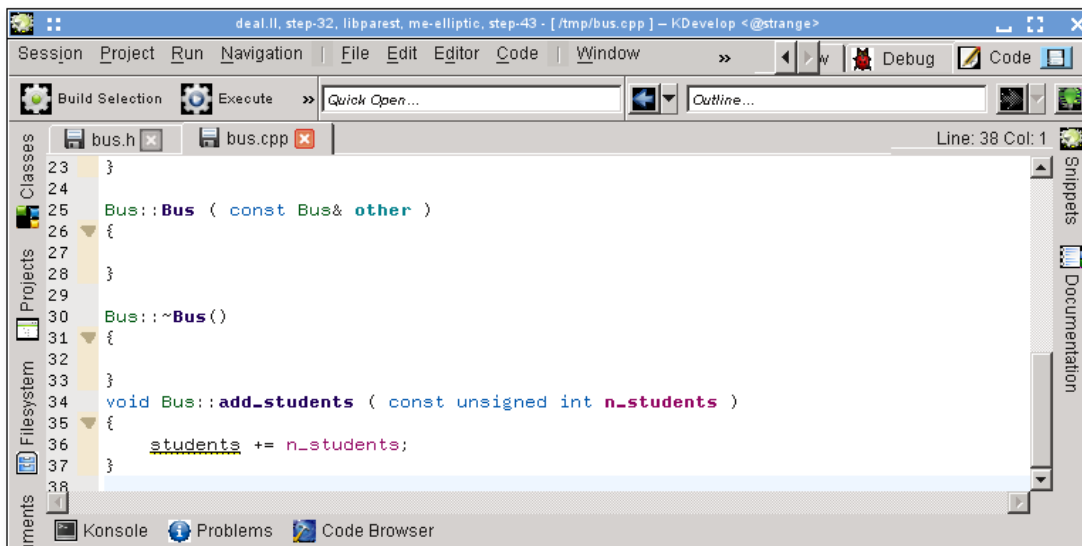 deal.II, step-32, libparest, me-elliptic, step-43 - [ /tmp/bus.cpp ] – KDevelop <@strange>
Session Project Run Navigation | File Edit Editor Code | Window » Debug Code
Build Selection Execute » Quick Open... Outline...
bus.h bus.cpp Line: 38 Col: 1
Classes
Projects
Filesystem
Snippets
Documentation
23 }
24
25 Bus::Bus ( const Bus& other )
26 {
27
28 }
29
30 Bus::~Bus()
31 {
32
33 }
34 void Bus::add_students ( const unsigned int n_students )
35 {
36 students += n_students;
37 }
38
Konsole Problems Code Browser